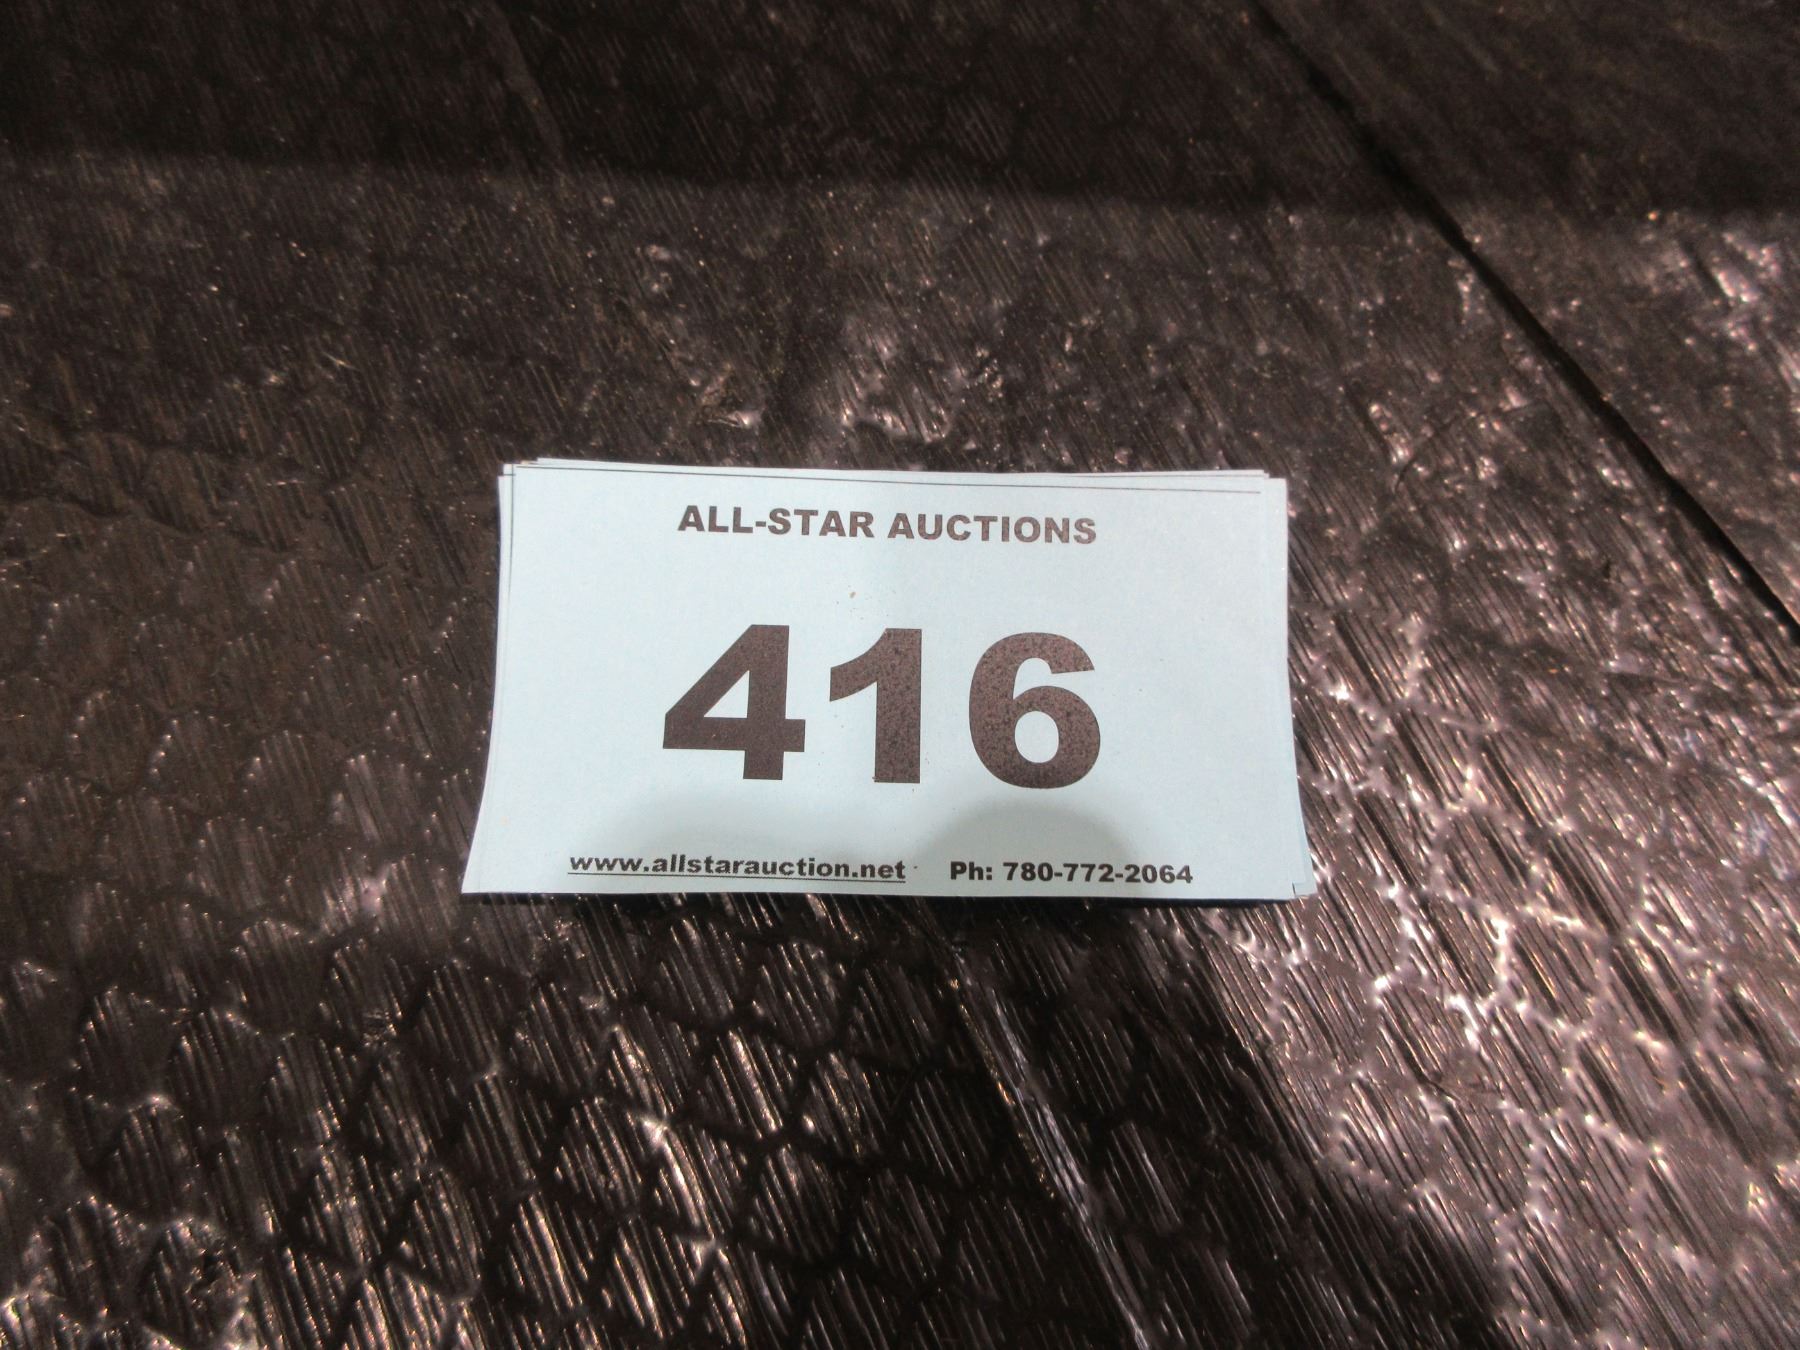 ALL-STAR AUCTIONS
416
www.allstarauction.net Ph: 780-772-2064